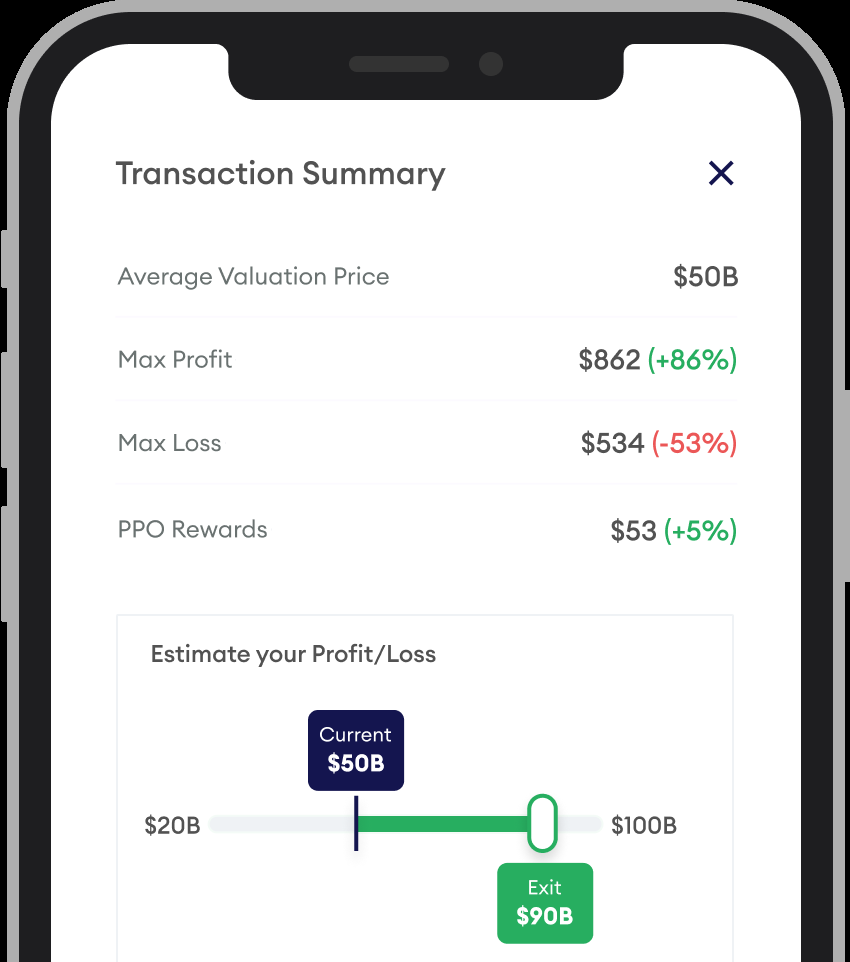 Transaction Summary
Average Valuation Price $50B
Max Profit $862 (+86%)
Max Loss $534 (-53%)
PPO Rewards $53 (+5%)
Estimate your Profit/Loss
Current
$50B
$20B $100B
Exit
$90B